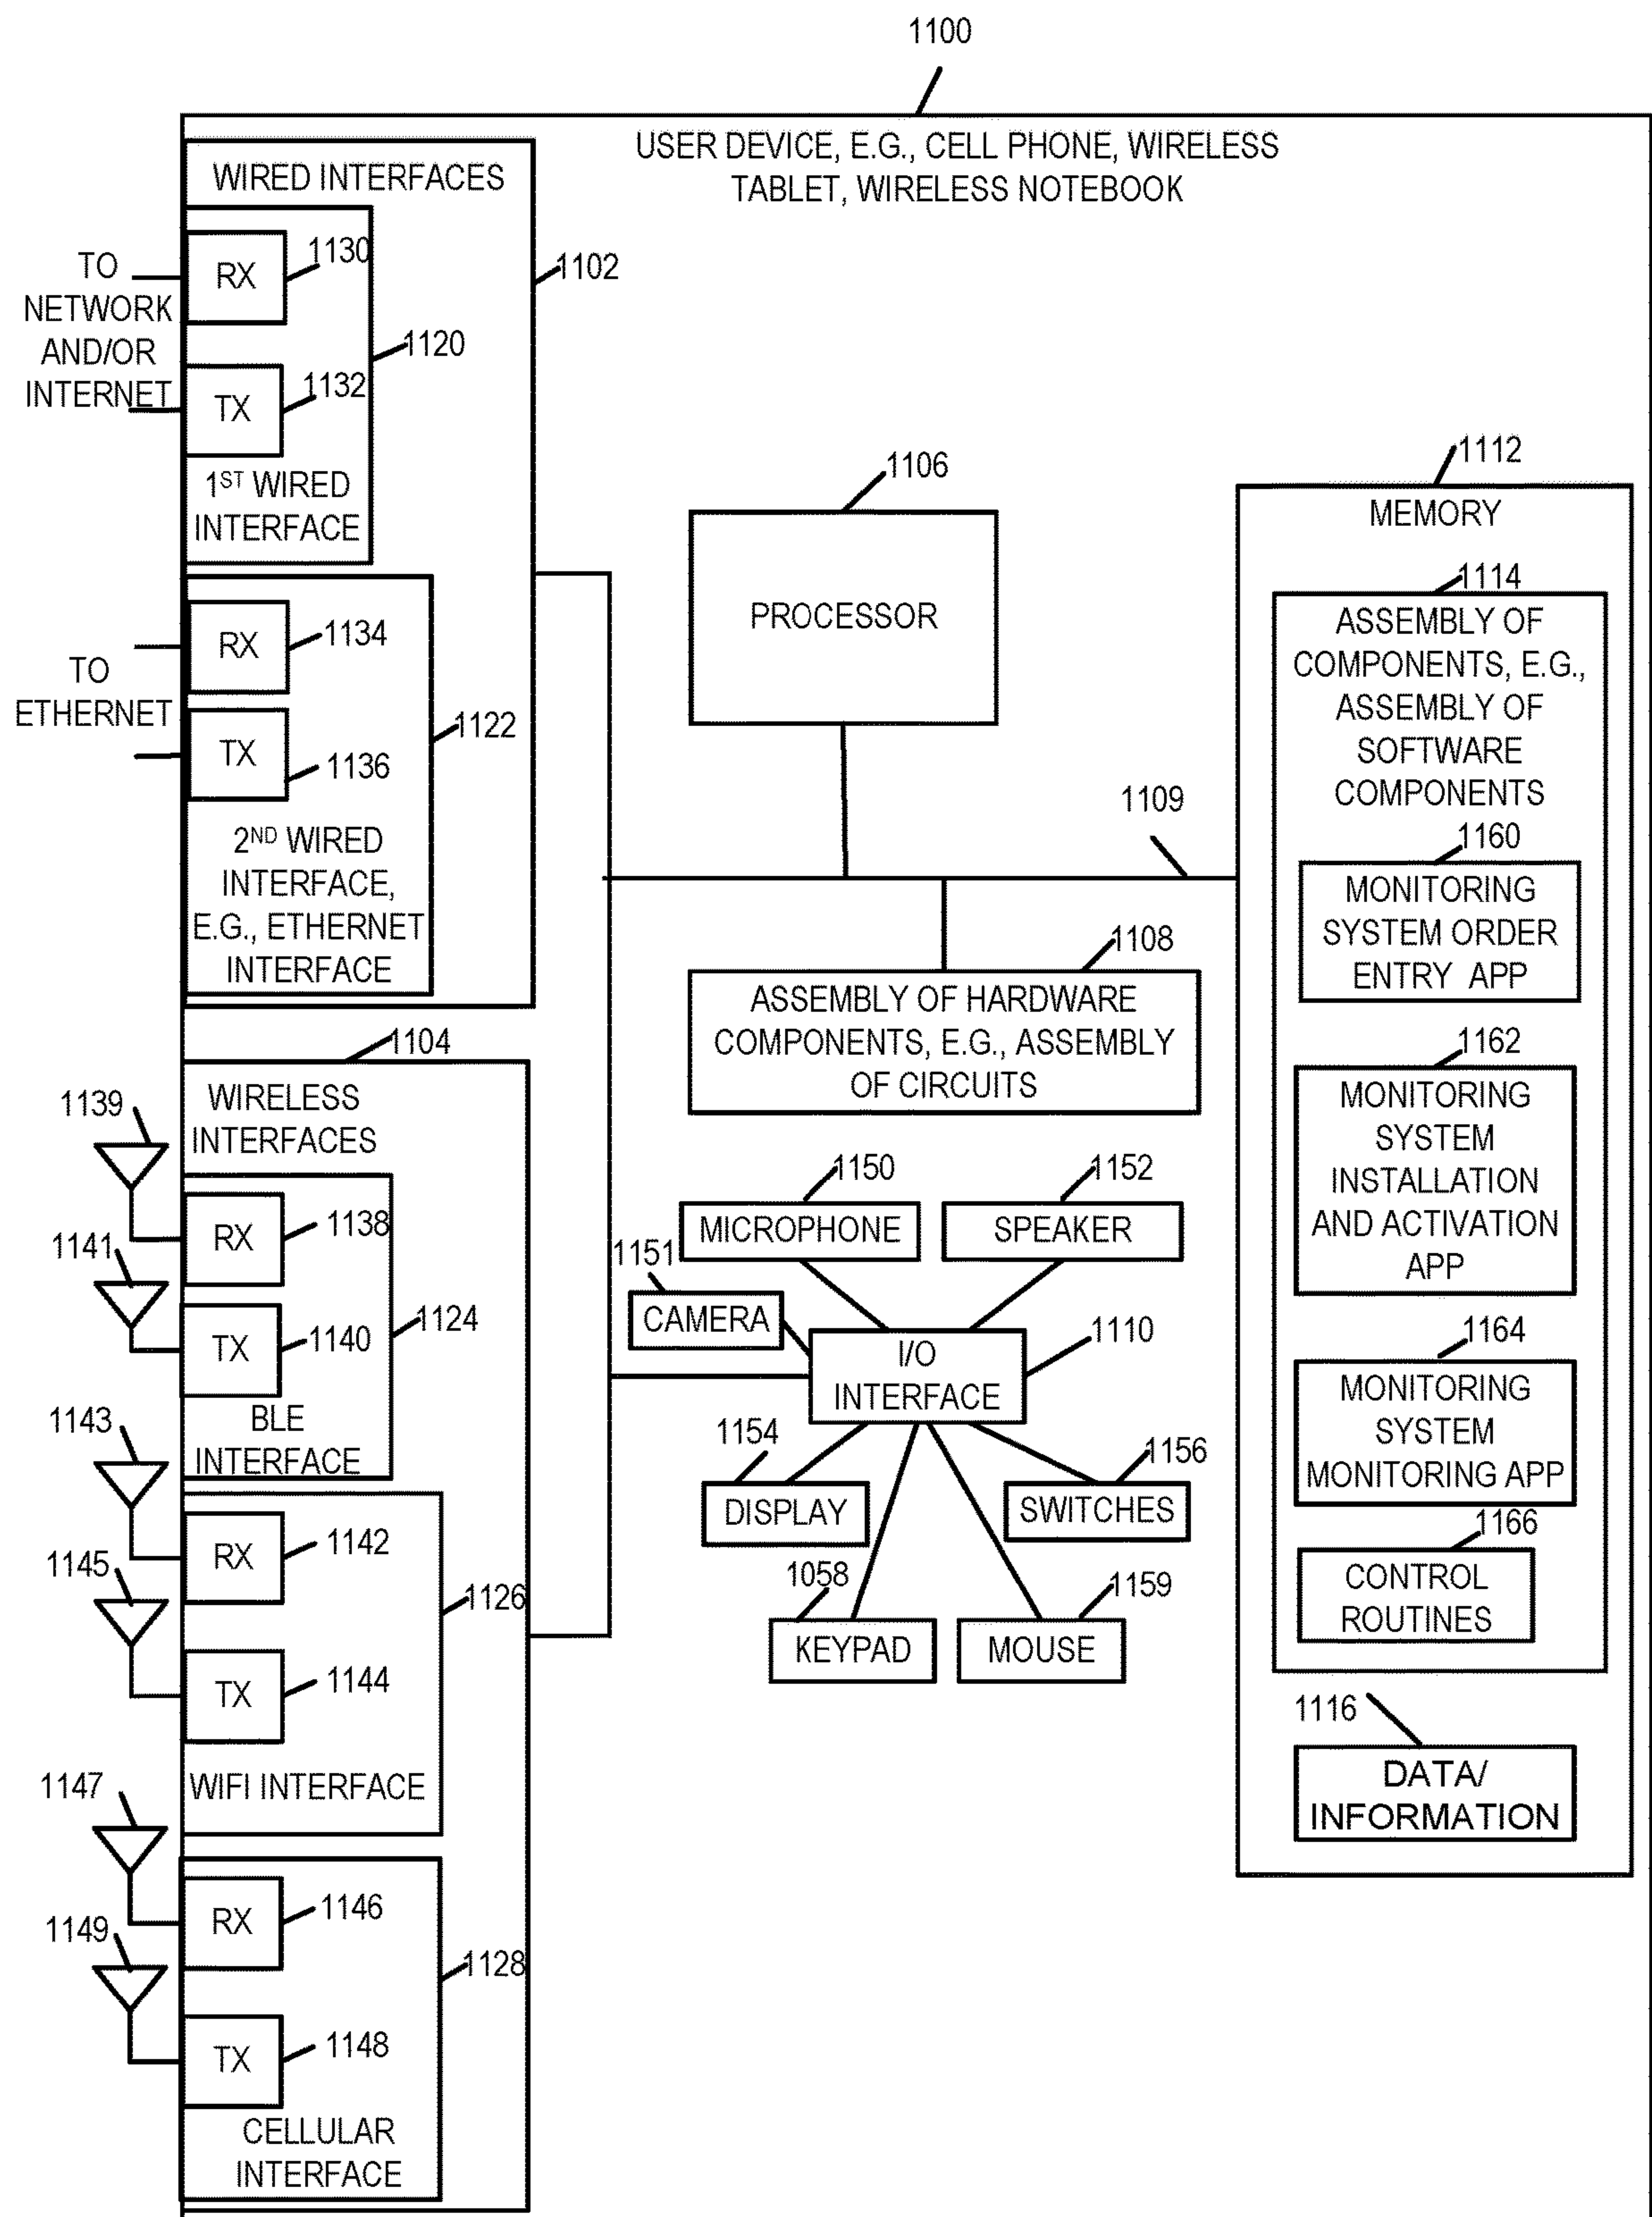 1100
USER DEVICE, E.G., CELL PHONE, WIRELESS
TABLET, WIRELESS NOTEBOOK
WIRED INTERFACES
1102
TO
NETWORK
AND/OR
INTERNET
RX
1130
1120
TX
1132
1ST WIRED
INTERFACE
TO
ETHERNET
RX
1134
1122
TX
1136
2ND WIRED
INTERFACE,
E.G., ETHERNET
INTERFACE
1104
WIRELESS
INTERFACES
1139
RX
1138
1141
TX
1140
1124
BLE
INTERFACE
1143
RX
1142
1145
1126
TX
1144
WIFI INTERFACE
1147
RX
1146
1149
1128
TX
1148
CELLULAR
INTERFACE
1106
PROCESSOR
1109
1108
ASSEMBLY OF HARDWARE
COMPONENTS, E.G., ASSEMBLY
OF CIRCUITS
1150
MICROPHONE
1152
SPEAKER
1151
CAMERA
1110
I/O
INTERFACE
1154
DISPLAY
1156
SWITCHES
1058
KEYPAD
1159
MOUSE
1112
MEMORY
1114
ASSEMBLY OF
COMPONENTS, E.G.,
ASSEMBLY OF
SOFTWARE
COMPONENTS
1160
MONITORING
SYSTEM ORDER
ENTRY APP
1162
MONITORING
SYSTEM
INSTALLATION
AND ACTIVATION
APP
1164
MONITORING
SYSTEM
MONITORING APP
1166
CONTROL
ROUTINES
1116
DATA/
INFORMATION